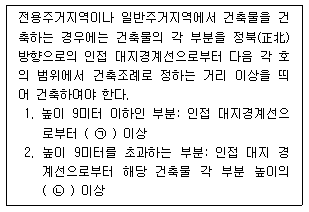 전용주거지역이나 일반주거지역에서 건축물을 건
축하는 경우에는 건축물의 각 부분을 정북(正北)
방향으로의 인접 대지경계선으로부터 다음 각 호
의 범위에서 건축조례로 정하는 거리 이상을 띄
어 건축하여야 한다.
1. 높이 9미터 이하인 부분: 인접 대지경계선으
로부터 ( ㉠ ) 이상
2. 높이 9미터를 초과하는 부분: 인접 대지 경
계선으로부터 해당 건축물 각 부분 높이의
( ㉡ ) 이상